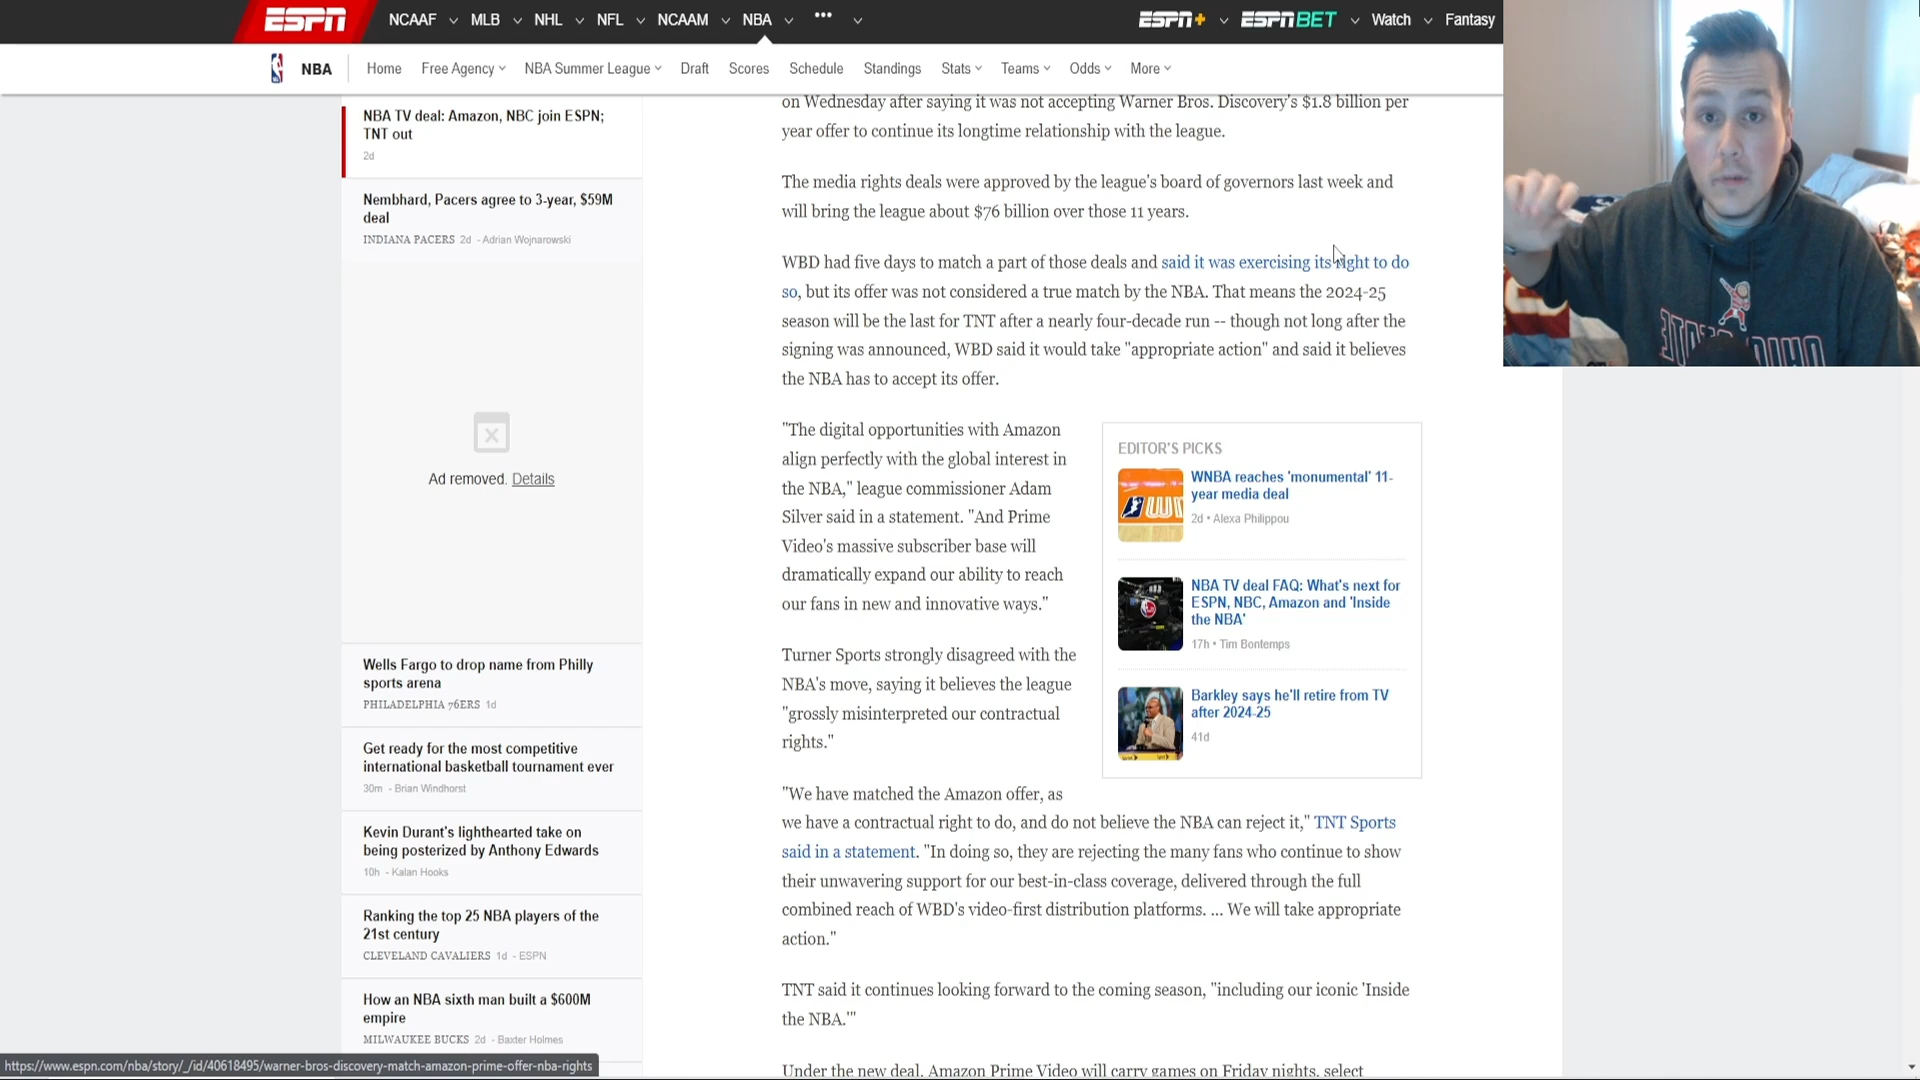 ESPN NCAAF MLB NHL NFL NCAAM NBA ••• ESPN+ ESPN BET Watch Fantasy
NBA Home Free Agency NBA Summer League Draft Scores Schedule Standings Stats Teams Odds More
NBA TV deal: Amazon, NBC join ESPN;
TNT out
2d
Nembhard, Pacers agree to 3-year, $59M
deal
INDIANA PACERS 2d - Adrian Wojnarowski
Ad removed. Details
Wells Fargo to drop name from Philly
sports arena
PHILADELPHIA 76ERS 1d
Get ready for the most competitive
international basketball tournament ever
30m - Brian Windhorst
Kevin Durant's lighthearted take on
being posterized by Anthony Edwards
10h - Kalan Hooks
Ranking the top 25 NBA players of the
21st century
CLEVELAND CAVALIERS 1d - ESPN
How an NBA sixth man built a $600M
empire
MILWAUKEE BUCKS 2d - Baxter Holmes
on Wednesday after saying it was not accepting Warner Bros. Discovery's $1.8 billion per
year offer to continue its longtime relationship with the league.
The media rights deals were approved by the league's board of governors last week and
will bring the league about $76 billion over those 11 years.
WBD had five days to match a part of those deals and said it was exercising its right to do
so, but its offer was not considered a true match by the NBA. That means the 2024-25
season will be the last for TNT after a nearly four-decade run -- though not long after the
signing was announced, WBD said it would take "appropriate action" and said it believes
the NBA has to accept its offer.
"The digital opportunities with Amazon
align perfectly with the global interest in
the NBA," league commissioner Adam
Silver said in a statement. "And Prime
Video's massive subscriber base will
dramatically expand our ability to reach
our fans in new and innovative ways."
Turner Sports strongly disagreed with the
NBA's move, saying it believes the league
"grossly misinterpreted our contractual
rights."
EDITOR'S PICKS
WNBA reaches 'monumental' 11-
year media deal
2d • Alexa Philippou
NBA TV deal FAQ: What's next for
ESPN, NBC, Amazon and 'Inside
the NBA'
17h • Tim Bontemps
Barkley says he'll retire from TV
after 2024-25
41d
"We have matched the Amazon offer, as
we have a contractual right to do, and do not believe the NBA can reject it," TNT Sports
said in a statement. "In doing so, they are rejecting the many fans who continue to show
their unwavering support for our best-in-class coverage, delivered through the full
combined reach of WBD's video-first distribution platforms. ... We will take appropriate
action."
TNT said it continues looking forward to the coming season, "including our iconic 'Inside
the NBA.'"
Under the new deal, Amazon Prime Video will carry games on Friday nights, select
https://www.espn.com/nba/story/_/id/40618495/warner-bros-discovery-match-amazon-prime-offer-nba-rights
OHIO STATE